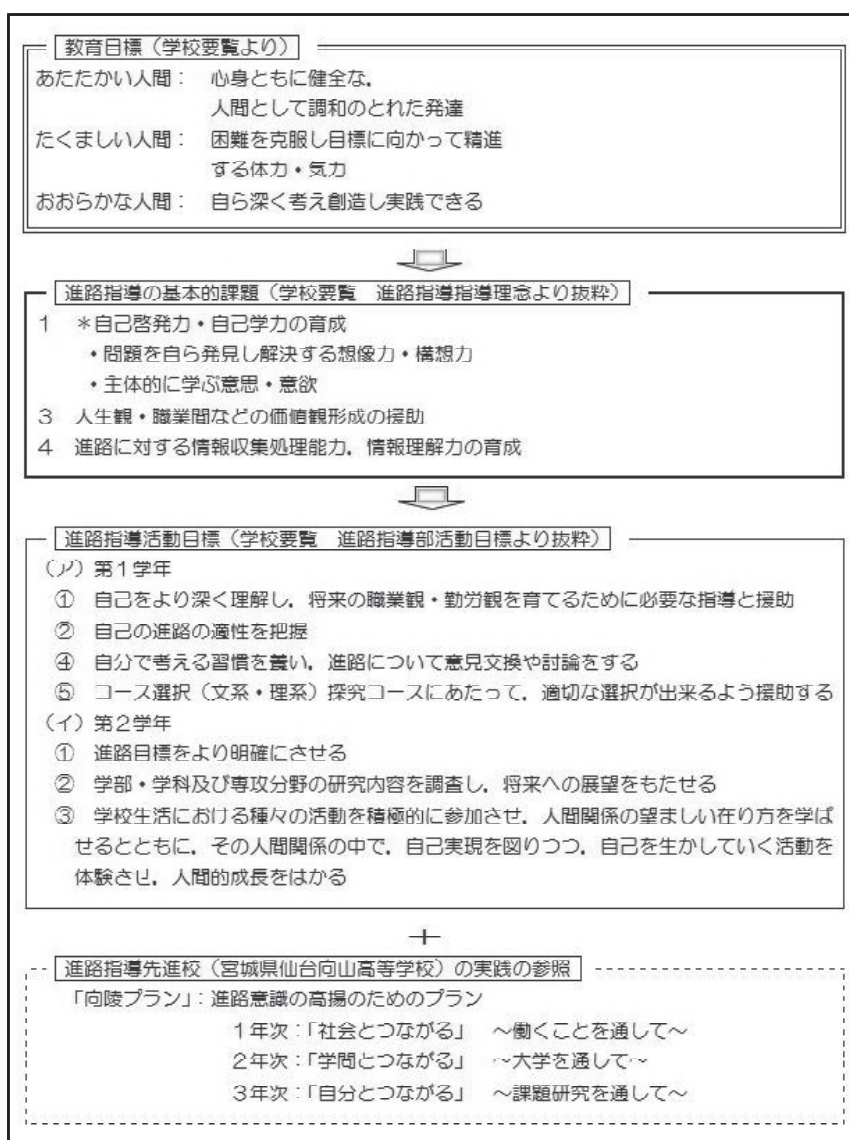 教育目標（学校要覧より）
あたたかい人間： 心身ともに健全な，
人間として調和のとれた発達
たくましい人間： 困難を克服し目標に向かって精進
する体力・気力
おおらかな人間： 自ら深く考え創造し実践できる
進路指導の基本的課題（学校要覧　進路指導指導理念より抜粋）
1　＊自己啓発力・自己学力の育成
・問題を自ら発見し解決する想像力・構想力
・主体的に学ぶ意思・意欲
3　人生観・職業間などの価値観形成の援助
4　進路に対する情報収集処理能力，情報理解力の育成
進路指導活動目標（学校要覧　進路指導部活動目標より抜粋）
（ア）第1学年
①　自己をより深く理解し，将来の職業観・勤労観を育てるために必要な指導と援助
②　自己の進路の適性を把握
④　自分で考える習慣を養い，進路について意見交換や討論をする
⑤　コース選択（文系・理系）探究コースにあたって，適切な選択が出来るよう援助する
（イ）第2学年
①　進路目標をより明確にさせる
②　学部・学科及び専攻分野の研究内容を調査し，将来への展望をもたせる
③　学校生活における種々の活動を積極的に参加させ，人間関係の望ましい在り方を学ば
せるとともに，その人間関係の中で，自己実現を図りつつ，自己を生かしていく活動を
体験させ，人間的成長をはかる
＋
進路指導先進校（宮城県仙台向山高等学校）の実践の参照
「向陵プラン」：進路意識の高揚のためのプラン
1年次：「社会とつながる」　～働くことを通して～
2年次：「学問とつながる」　～大学を通して～
3年次：「自分とつながる」　～課題研究を通して～